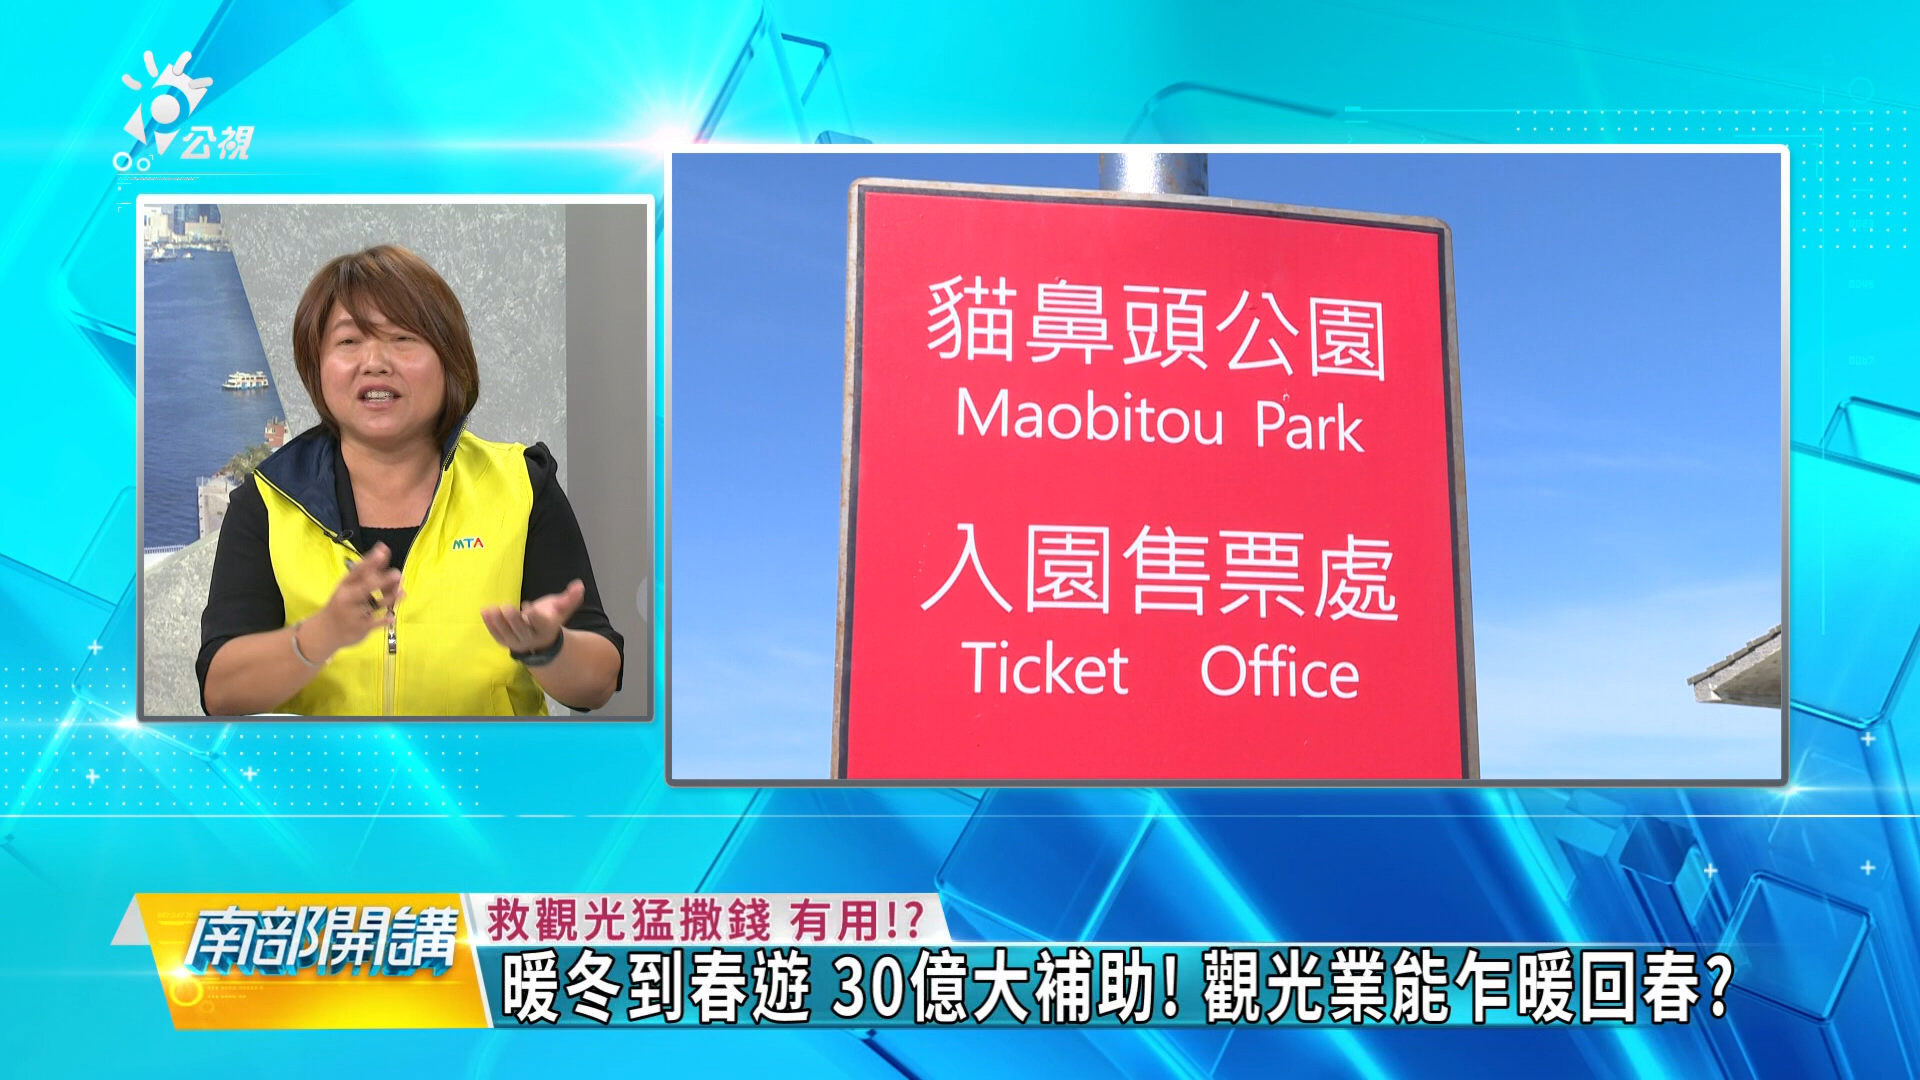 公視
MTA
貓鼻頭公園
Maobitou Park
入園售票處
Ticket Office
南部開講
救觀光猛撒錢 有用!?
暖冬到春遊 30億大補助! 觀光業能乍暖回春?